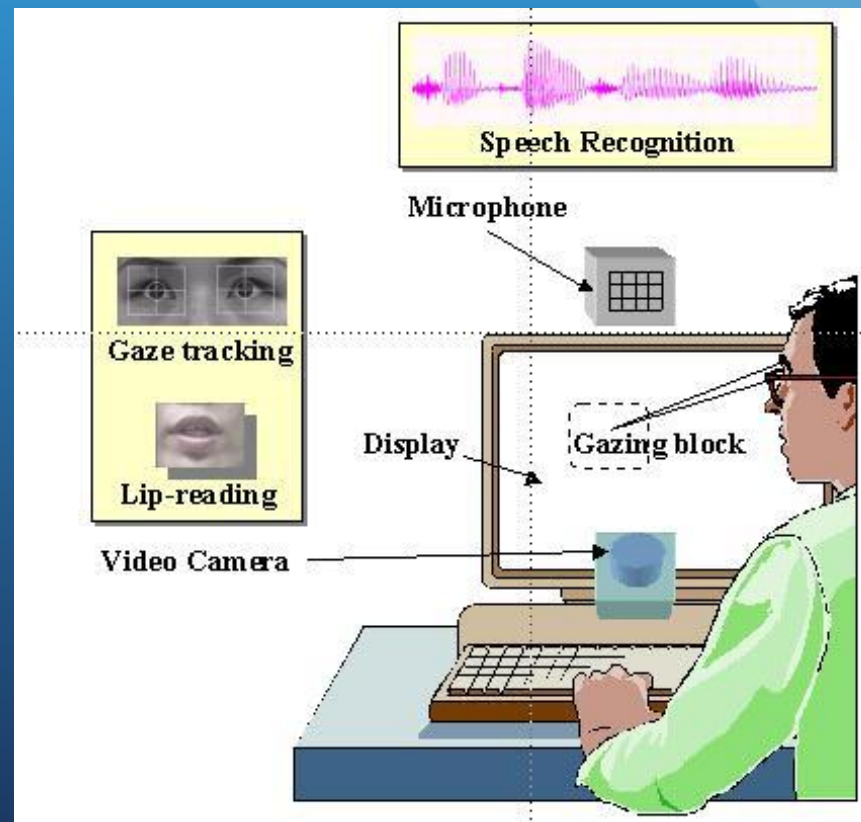 Speech Recognition
Microphone
Gaze tracking
Display
Gazing block
Lip-reading
Video Camera